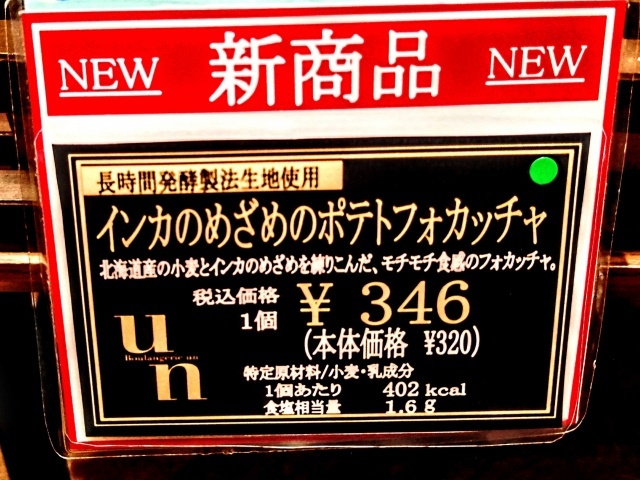 NEW 新商品 NEW
長時間発酵製法生地使用
インカのめざめのポテトフォカッチャ
北海道産の小麦とインカのめざめを練りこんだ、モチモチ食感のフォカッチャ。
税込価格
1個 ¥ 346
(本体価格 ¥320)
un
Boulangerie un
特定原材料/小麦・乳成分
1個あたり 402 kcal
食塩相当量 1.6g